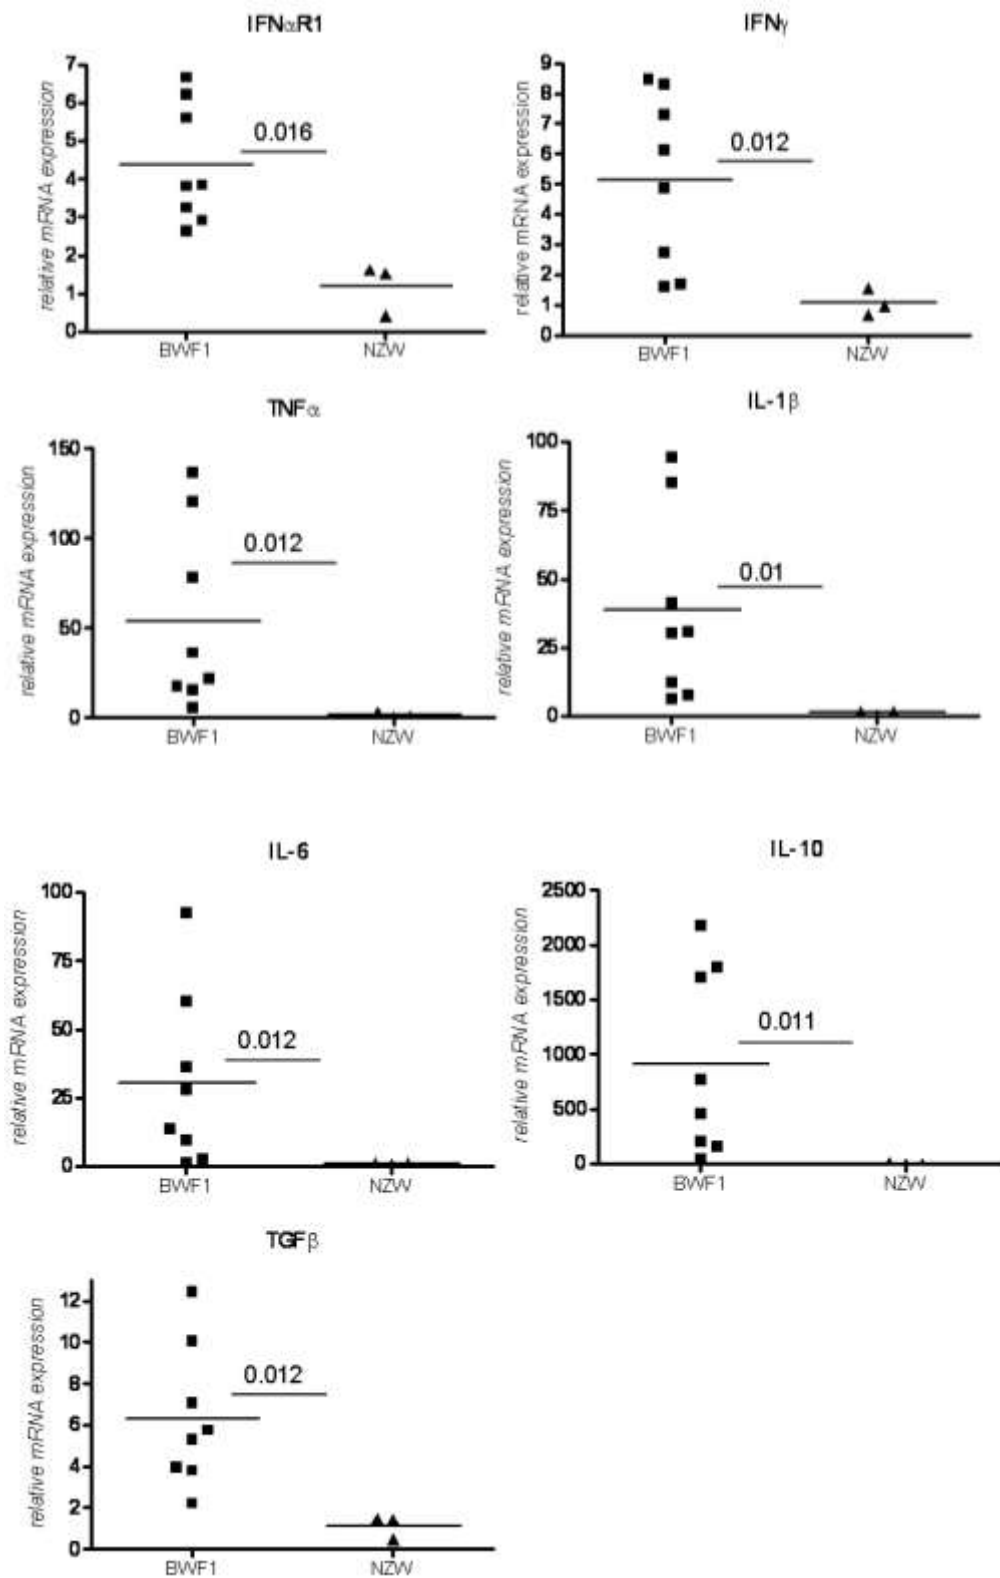 IFNαR1
relative mRNA expression
7
6
5
4
3
2
1
0
0.016
BWF1 NZW
IFNγ
relative mRNA expression
9
8
7
6
5
4
3
2
1
0
0.012
BWF1 NZW
TNFα
relative mRNA expression
150
100
50
0
0.012
BWF1 NZW
IL-1β
relative mRNA expression
100
75
50
25
0
0.01
BWF1 NZW
IL-6
relative mRNA expression
100
75
50
25
0
0.012
BWF1 NZW
IL-10
relative mRNA expression
2500
2000
1500
1000
500
0
0.011
BWF1 NZW
TGFβ
relative mRNA expression
12
10
8
6
4
2
0
0.012
BWF1 NZW